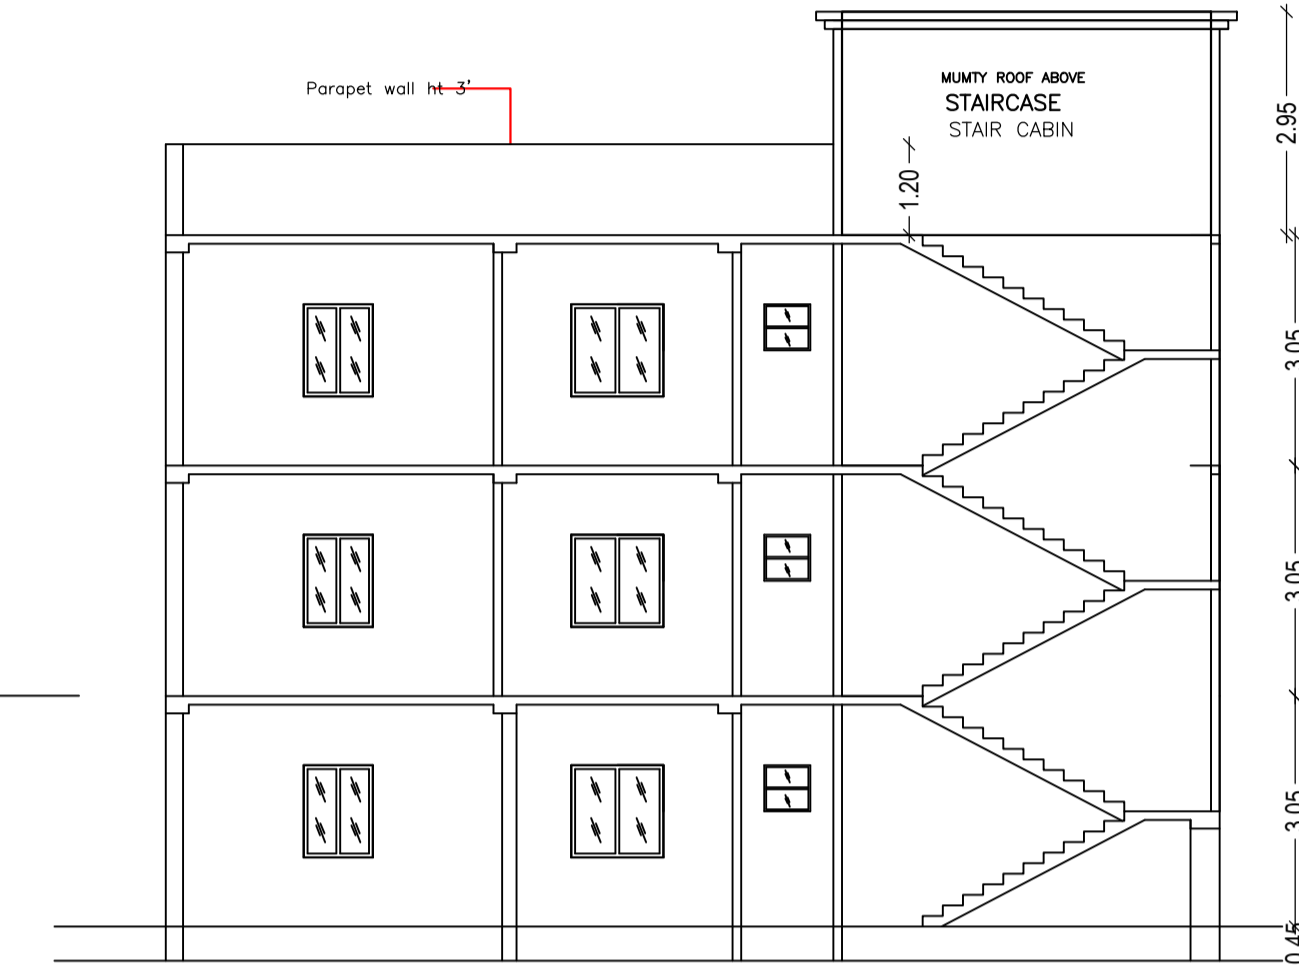 Parapet wall ht 3'
MUMTY ROOF ABOVE
STAIRCASE
STAIR CABIN
1.20
2.95
3.05
3.05
3.05
0.45